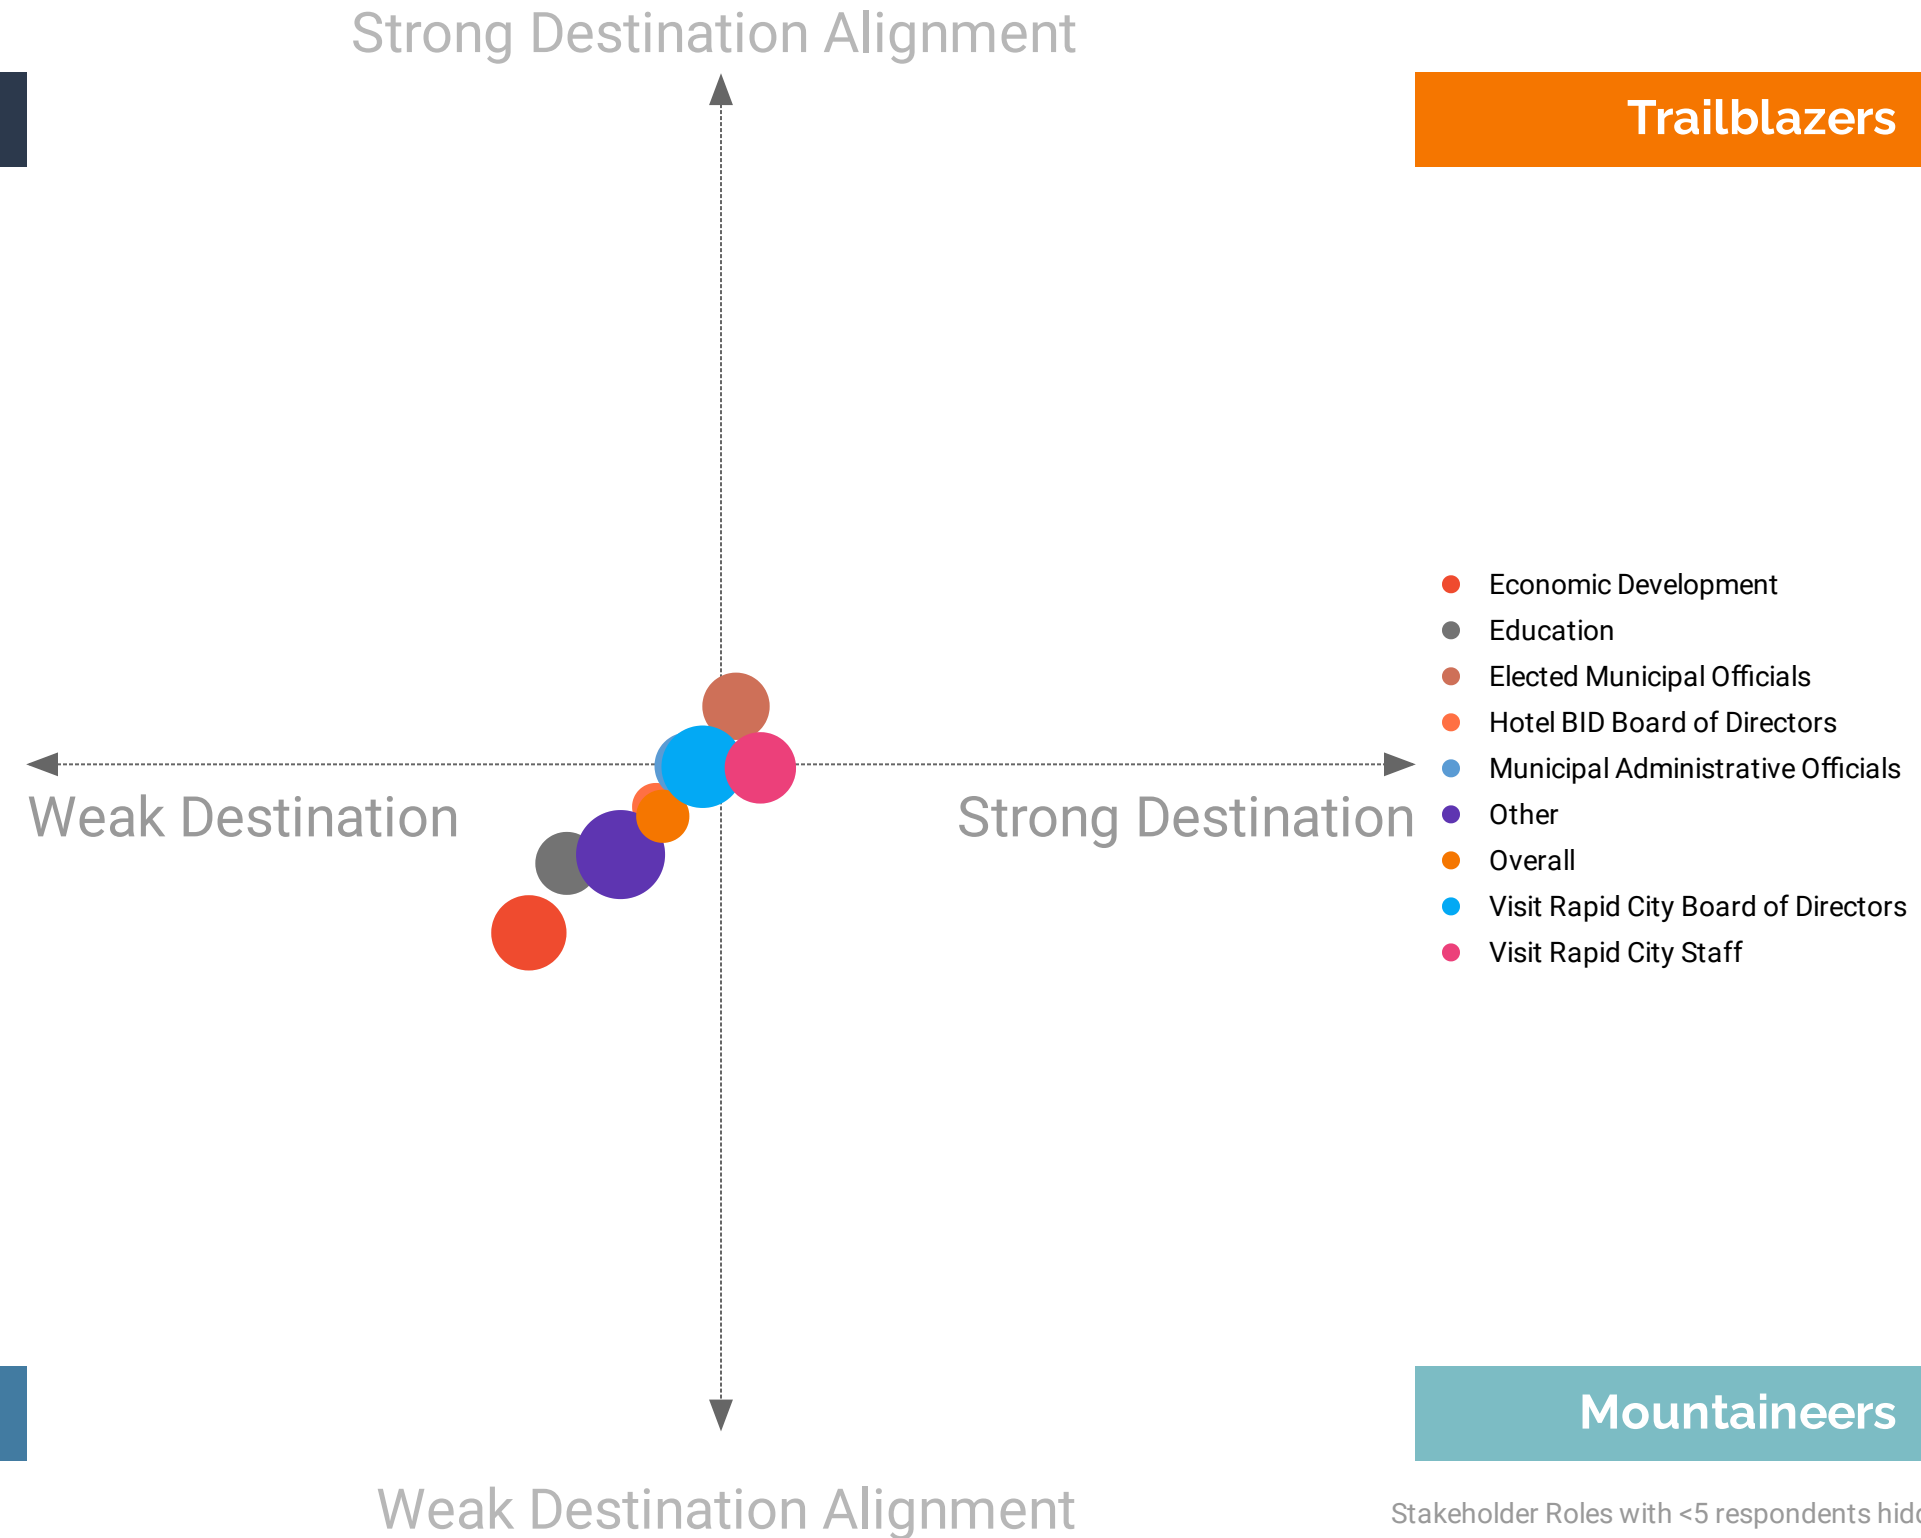 Strong Destination Alignment
Trailblazers
Economic Development
Education
Elected Municipal Officials
Hotel BID Board of Directors
Municipal Administrative Officials
Weak Destination
Strong Destination
Other
Overall
Visit Rapid City Board of Directors
Visit Rapid City Staff
Mountaineers
Weak Destination Alignment
Stakeholder Roles with <5 respondents